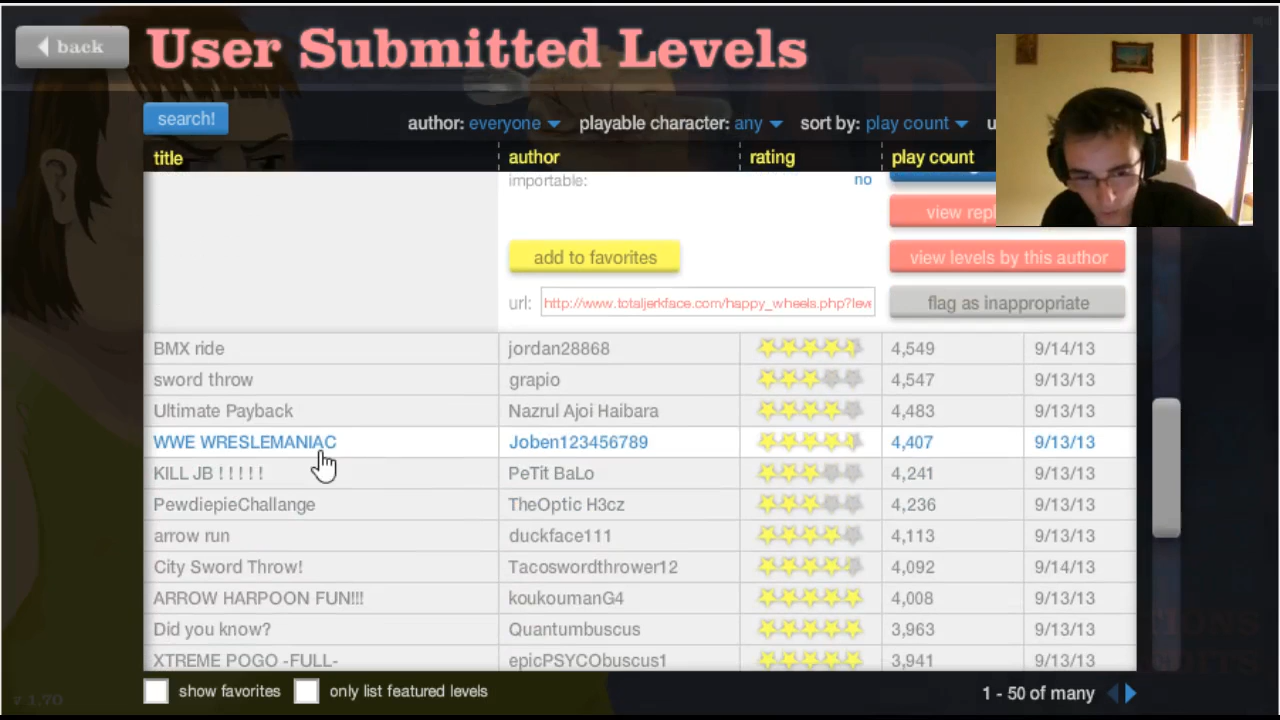 back
User Submitted Levels
search!
author: everyone playable character: any sort by: play count u
title author rating play count
importable: no
view repl
add to favorites view levels by this author
url: http://www.totaljerkface.com/happy_wheels.php?lev flag as inappropriate
BMX ride jordan28868 4,549 9/14/13
sword throw grapio 4,547 9/13/13
Ultimate Payback Nazrul Ajoi Haibara 4,483 9/13/13
WWE WRESLEMANIAC Joben123456789 4,407 9/13/13
KILL JB ! ! ! ! ! PeTit BaLo 4,241 9/13/13
PewdiepieChallange TheOptic H3cz 4,236 9/13/13
arrow run duckface111 4,113 9/13/13
City Sword Throw! Tacoswordthrower12 4,092 9/14/13
ARROW HARPOON FUN!!! koukoumanG4 4,008 9/13/13
Did you know? Quantumbuscus 3,963 9/13/13
XTREME POGO -FULL- epicPSYCObuscus1 3,941 9/13/13
show favorites only list featured levels 1 - 50 of many
v 1.70